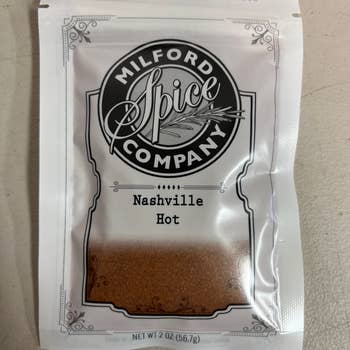 MILFORD
Spice
COMPANY
Nashville
Hot
NET WT 2 OZ (56.7g)